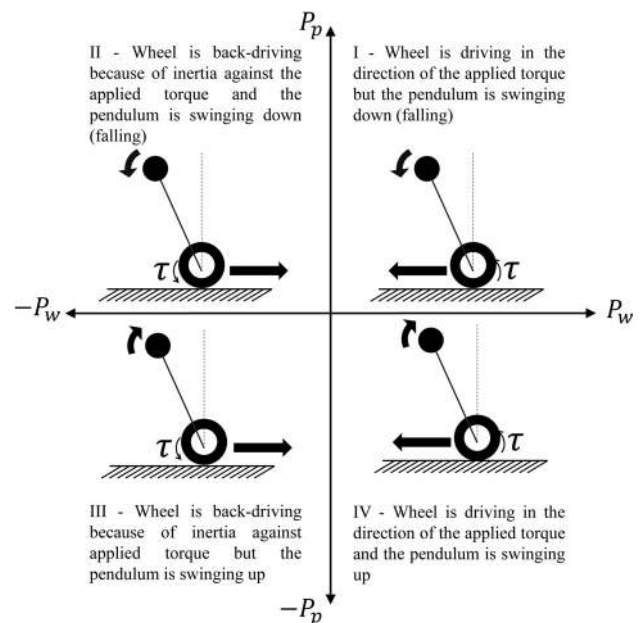 P_p
II - Wheel is back-driving
because of inertia against the
applied torque and the
pendulum is swinging down
(falling)
I - Wheel is driving in the
direction of the applied torque
but the pendulum is swinging
down (falling)
τ
τ
−P_w
P_w
τ
τ
III - Wheel is back-driving
because of inertia against
applied torque but the
pendulum is swinging up
IV - Wheel is driving in the
direction of the applied torque
and the pendulum is swinging
up
−P_p